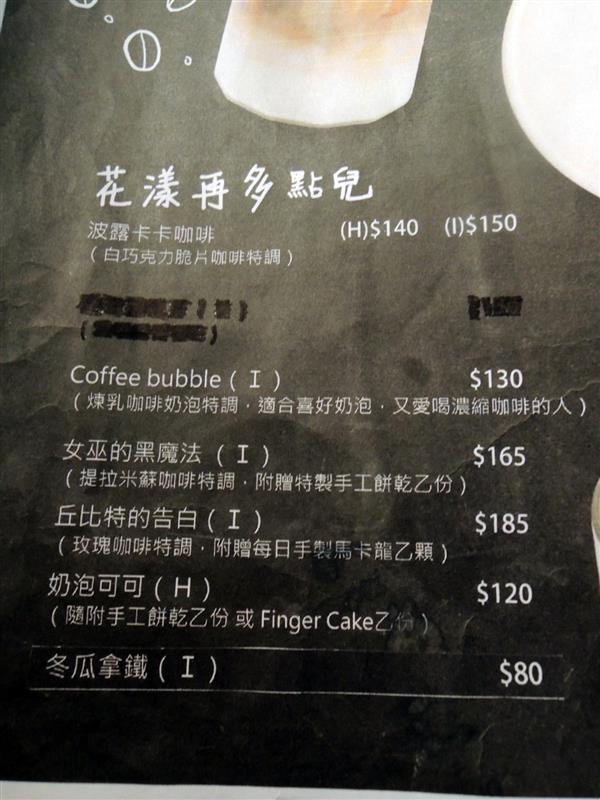 花漾再多點兒
波露卡卡咖啡 (H)$140 (I)$150
(白巧克力脆片咖啡特調)
Coffee bubble(I) $130
(煉乳咖啡奶泡特調，適合喜好奶泡，又愛喝濃縮咖啡的人)
女巫的黑魔法 (I) $165
(提拉米蘇咖啡特調，附贈特製手工餅乾乙份)
丘比特的告白(I) $185
(玫瑰咖啡特調，附贈每日手製馬卡龍乙顆)
奶泡可可(H) $120
(隨附手工餅乾乙份 或 Finger Cake乙份)
冬瓜拿鐵(I) $80